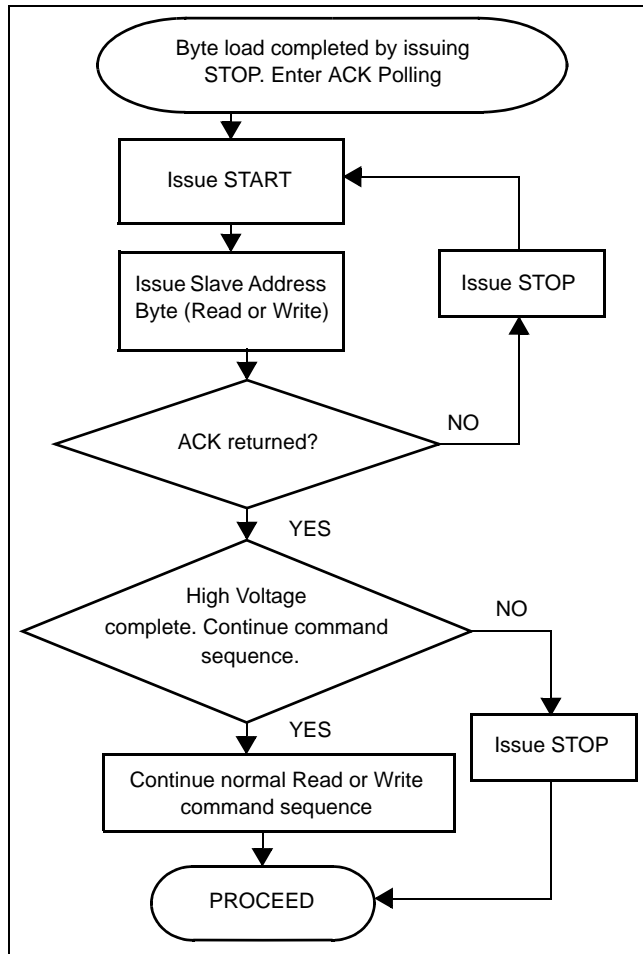 Byte load completed by issuing
STOP. Enter ACK Polling
Issue START
Issue Slave Address
Byte (Read or Write)
Issue STOP
ACK returned?
NO
YES
High Voltage
complete. Continue command
sequence.
NO
YES
Issue STOP
Continue normal Read or Write
command sequence
PROCEED